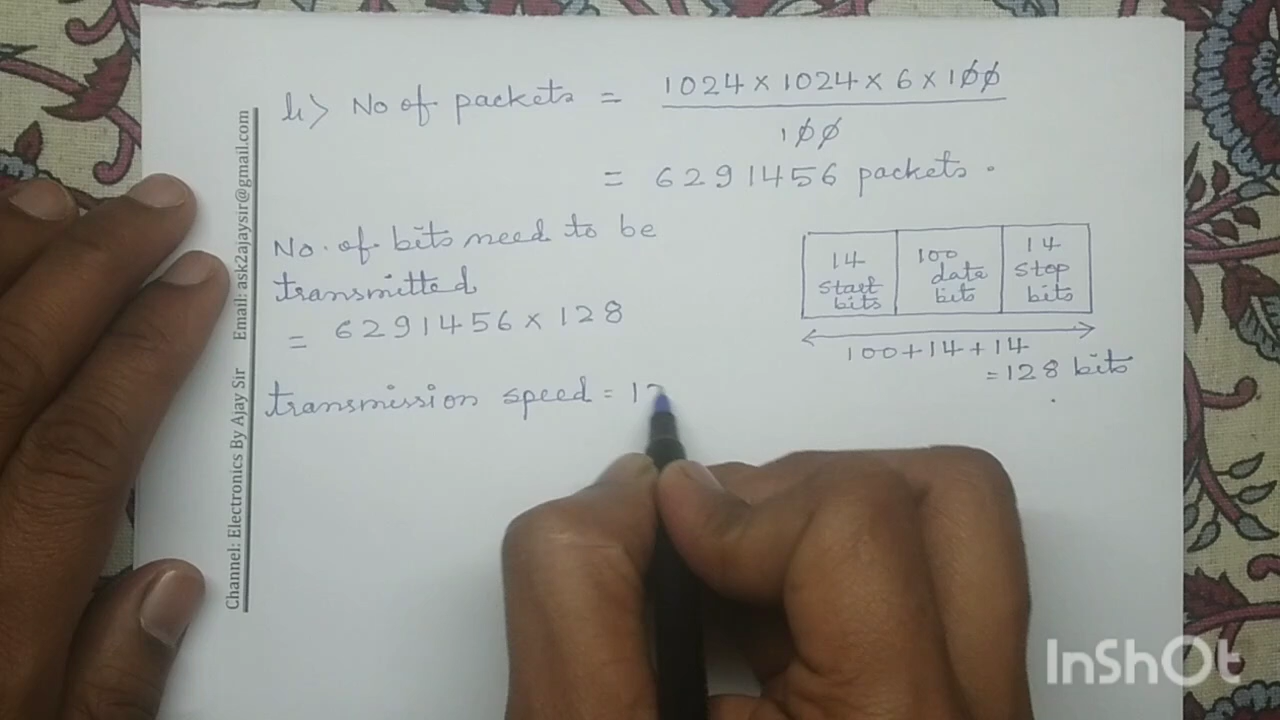 h> No of packets = 1024 × 1024 × 6 × 100
100
= 6291456 packets.
No. of bits need to be
transmitted
= 6291456 × 128
14
start
bits
100
data
bits
14
stop
bits
100+14+14
=128 bits
transmission speed = 12
Channel: Electronics By Ajay Sir Email: ask2ajaysir@gmail.com
InShOt